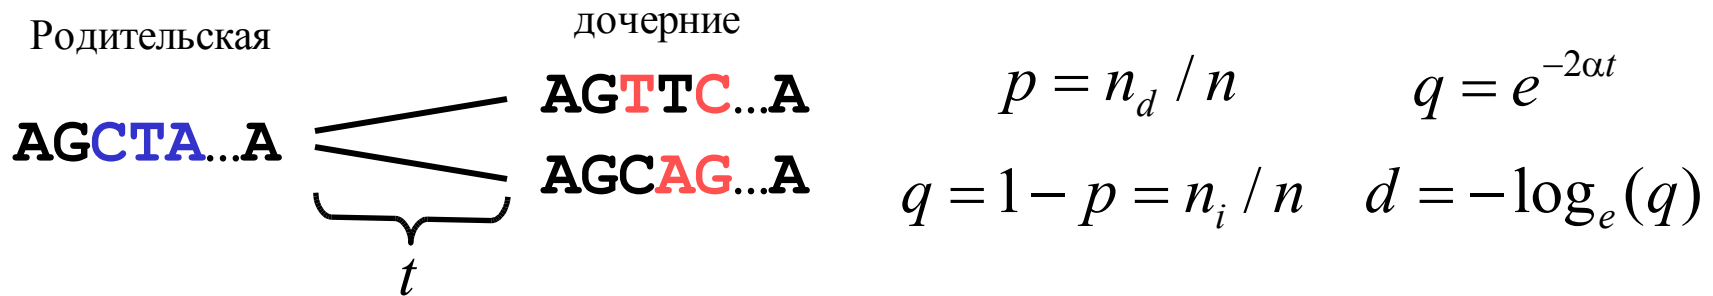 Родительская
дочерние
AGCTA...A
AGTTC...A
AGCAG...A
t
p = n_d / n
q = e^{-2αt}
q = 1 - p = n_i / n
d = -log_e(q)